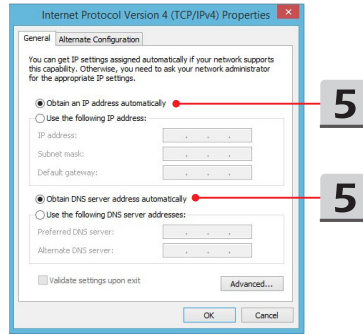 Internet Protocol Version 4 (TCP/IPv4) Properties
General
Alternate Configuration
You can get IP settings assigned automatically if your network supports
this capability. Otherwise, you need to ask your network administrator
for the appropriate IP settings.
Obtain an IP address automatically
5
Use the following IP address:
IP address:
Subnet mask:
Default gateway:
Obtain DNS server address automatically
5
Use the following DNS server addresses:
Preferred DNS server:
Alternate DNS server:
Validate settings upon exit
Advanced...
OK
Cancel